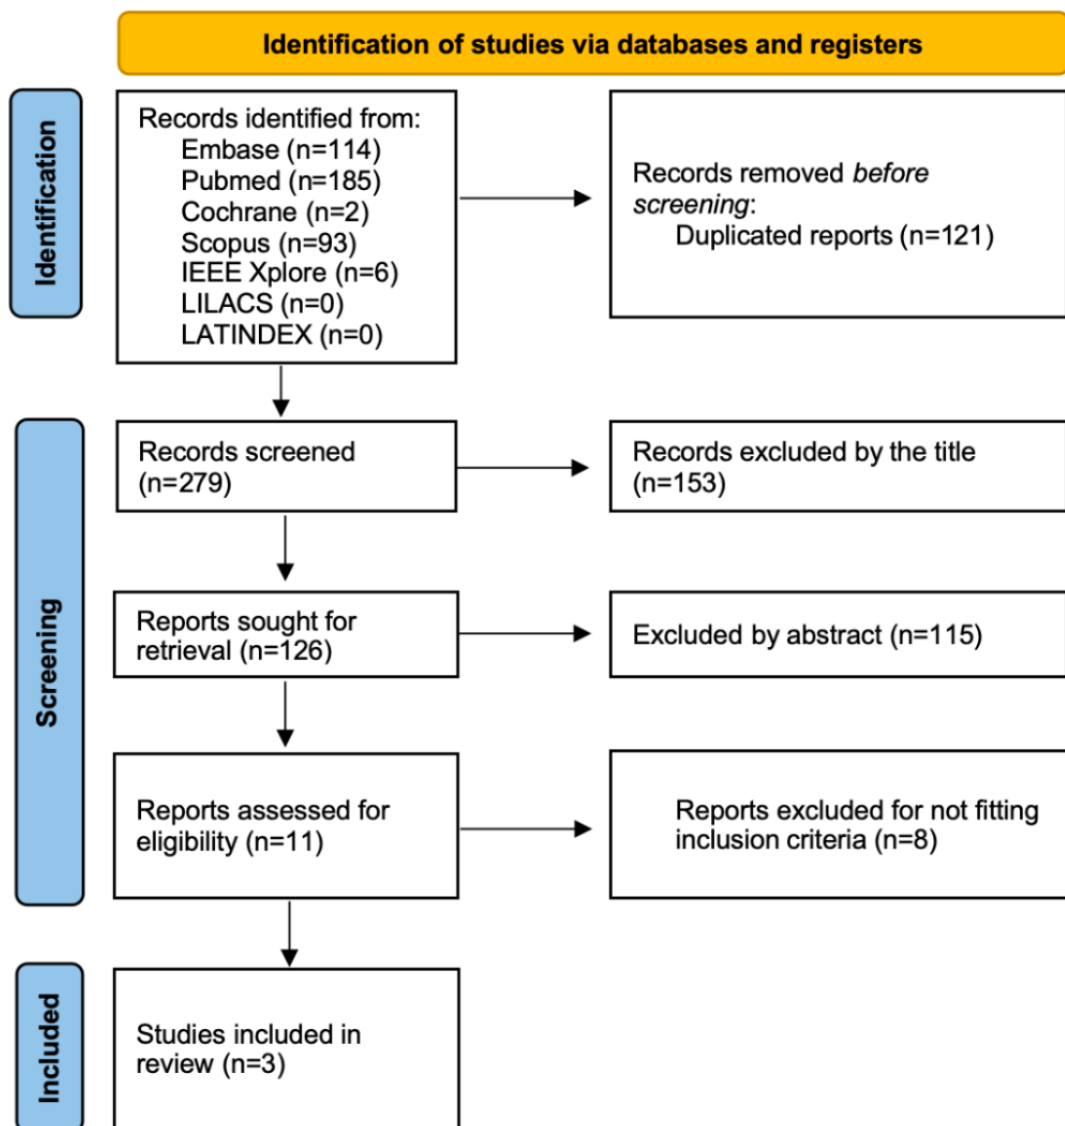 Identification of studies via databases and registers
Identification
Records identified from:
Embase (n=114)
Pubmed (n=185)
Cochrane (n=2)
Scopus (n=93)
IEEE Xplore (n=6)
LILACS (n=0)
LATINDEX (n=0)
Records removed before
screening:
Duplicated reports (n=121)
Screening
Records screened
(n=279)
Records excluded by the title
(n=153)
Reports sought for
retrieval (n=126)
Excluded by abstract (n=115)
Reports assessed for
eligibility (n=11)
Reports excluded for not fitting
inclusion criteria (n=8)
Included
Studies included in
review (n=3)